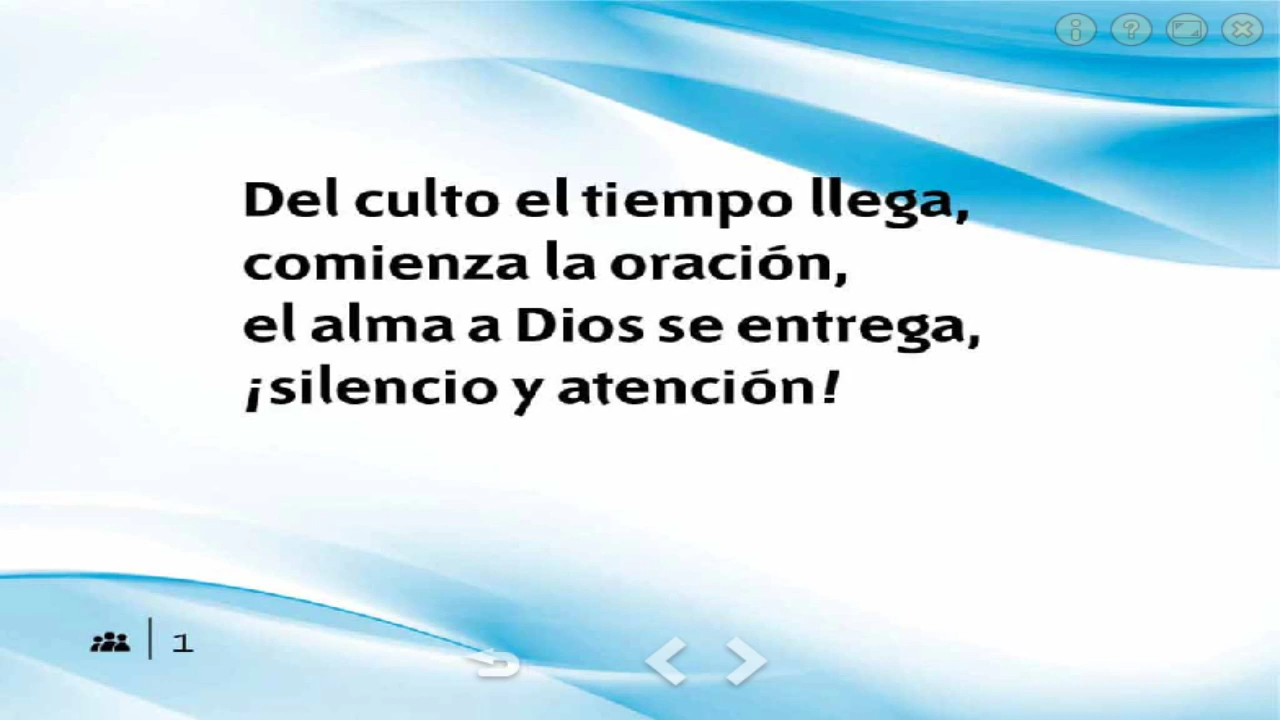 Del culto el tiempo llega,
comienza la oración,
el alma a Dios se entrega,
¡silencio y atención!
1